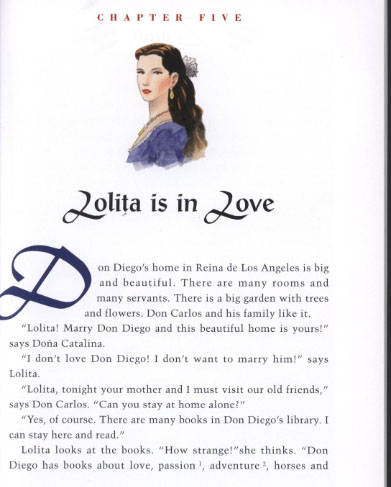 CHAPTER FIVE
Lolita is in Love
Don Diego's home in Reina de Los Angeles is big
and beautiful. There are many rooms and
many servants. There is a big garden with trees
and flowers. Don Carlos and his family like it.
"Lolita! Marry Don Diego and this beautiful home is yours!"
says Doña Catalina.
"I don't love Don Diego! I don't want to marry him!" says
Lolita.
"Lolita, tonight your mother and I must visit our old friends,"
says Don Carlos. "Can you stay at home alone?"
"Yes, of course. There are many books in Don Diego's library. I
can stay here and read."
Lolita looks at the books. "How strange!"she thinks. "Don
Diego has books about love, passion ¹, adventure ², horses and